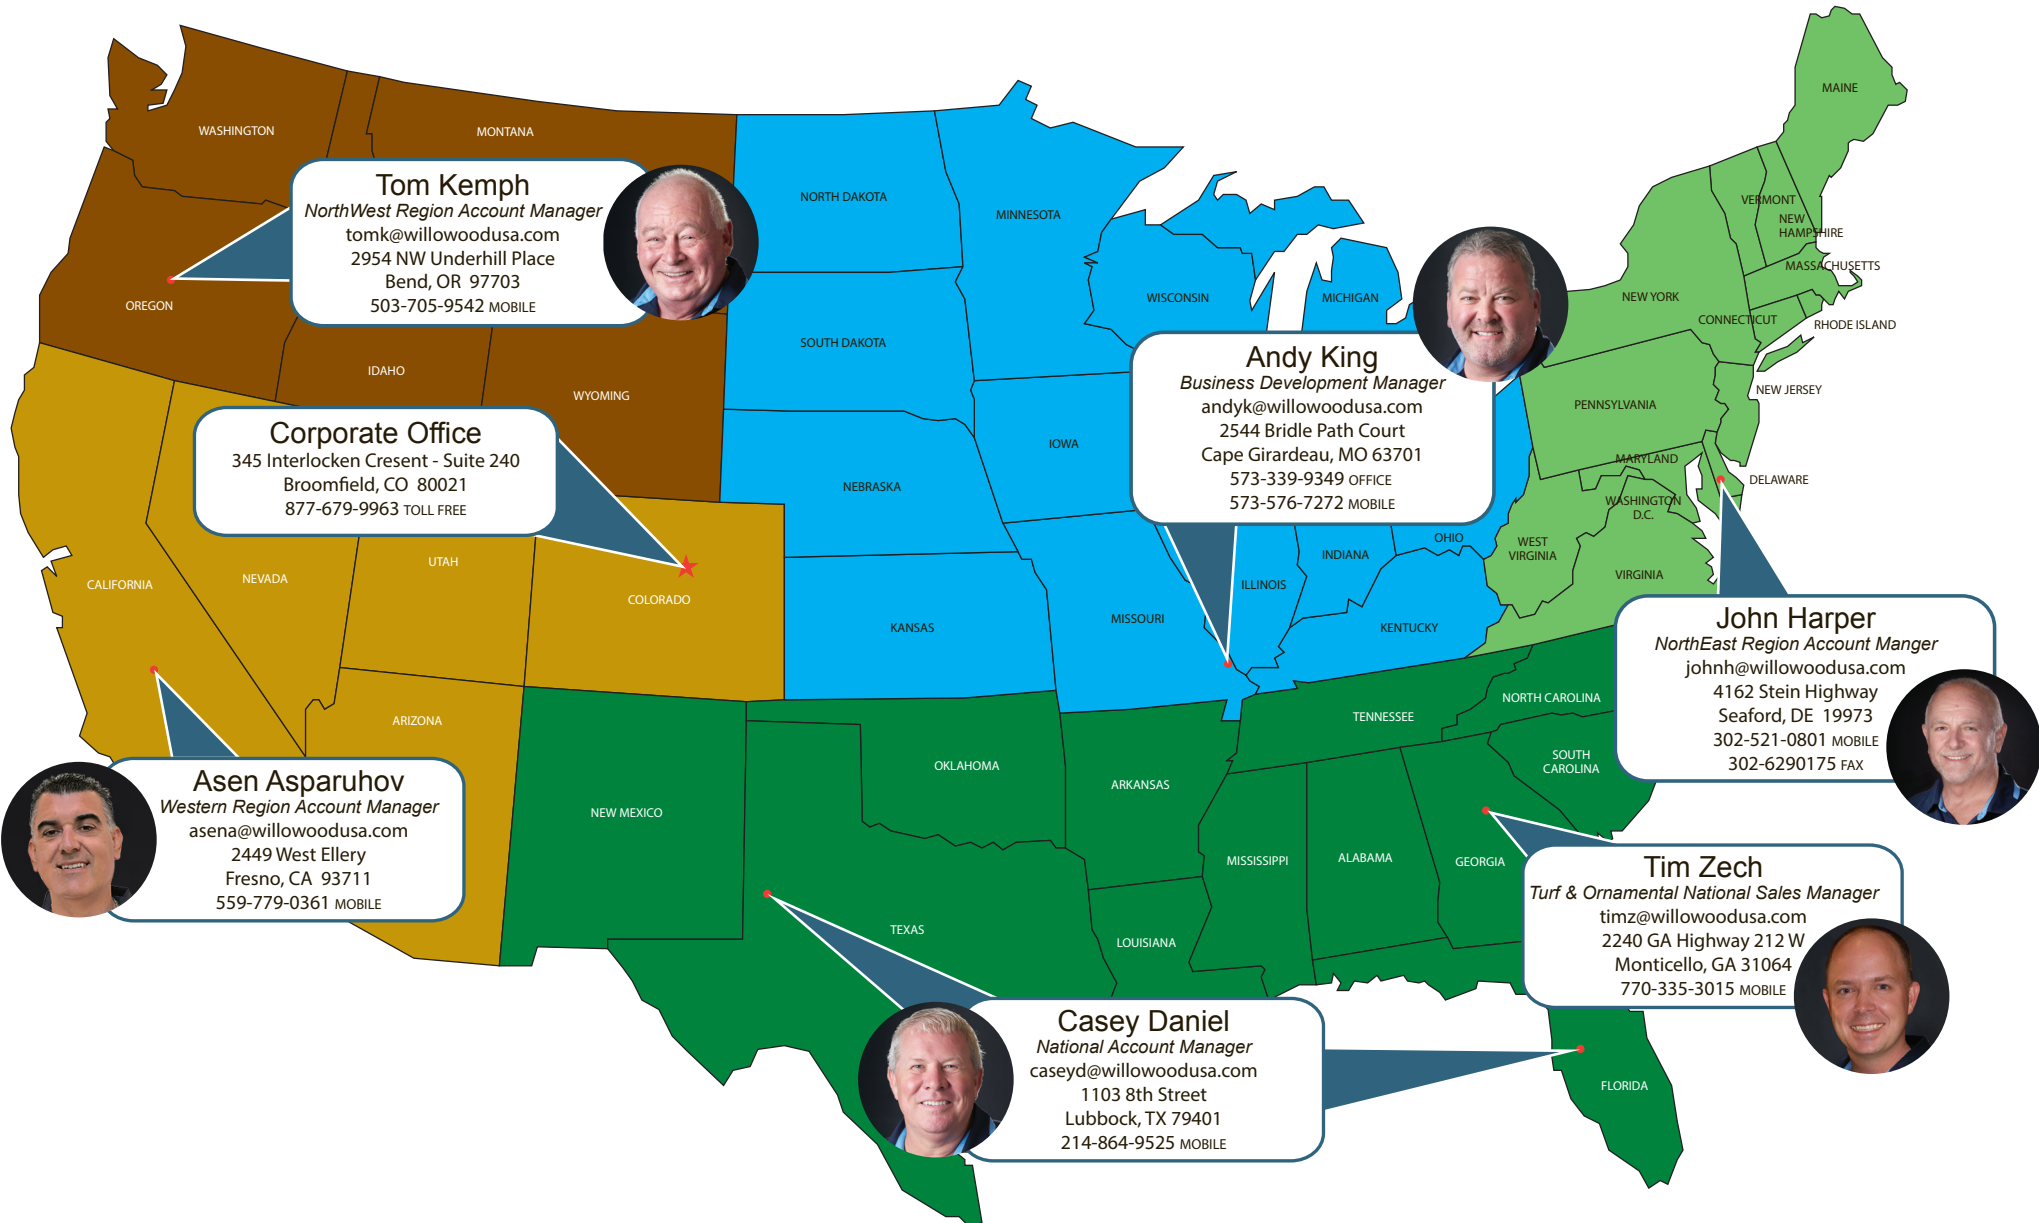 MAINE
WASHINGTON
MONTANA
Tom Kemph
NorthWest Region Account Manager
tomk@willowoodusa.com
2954 NW Underhill Place
Bend, OR 97703
503-705-9542 MOBILE
OREGON
IDAHO
WYOMING
NORTH DAKOTA
MINNESOTA
SOUTH DAKOTA
WISCONSIN
MICHIGAN
VERMONT
NEW
HAMPSHIRE
MASSACHUSETTS
NEW YORK
CONNECTICUT
RHODE ISLAND
NEW JERSEY
PENNSYLVANIA
MARYLAND
DELAWARE
WASHINGTON
D.C.
WEST
VIRGINIA
VIRGINIA
Andy King
Business Development Manager
andyk@willowoodusa.com
2544 Bridle Path Court
Cape Girardeau, MO 63701
573-339-9349 OFFICE
573-576-7272 MOBILE
IOWA
NEBRASKA
Corporate Office
345 Interlocken Cresent - Suite 240
Broomfield, CO 80021
877-679-9963 TOLL FREE
CALIFORNIA
NEVADA
UTAH
COLORADO
KANSAS
MISSOURI
ILLINOIS
INDIANA
OHIO
KENTUCKY
John Harper
NorthEast Region Account Manger
johnh@willowoodusa.com
4162 Stein Highway
Seaford, DE 19973
302-521-0801 MOBILE
302-6290175 FAX
ARIZONA
NEW MEXICO
OKLAHOMA
ARKANSAS
TENNESSEE
NORTH CAROLINA
SOUTH
CAROLINA
Asen Asparuhov
Western Region Account Manager
asena@willowoodusa.com
2449 West Ellery
Fresno, CA 93711
559-779-0361 MOBILE
TEXAS
LOUISIANA
MISSISSIPPI
ALABAMA
GEORGIA
Tim Zech
Turf & Ornamental National Sales Manager
timz@willowoodusa.com
2240 GA Highway 212 W
Monticello, GA 31064
770-335-3015 MOBILE
Casey Daniel
National Account Manager
caseyd@willowoodusa.com
1103 8th Street
Lubbock, TX 79401
214-864-9525 MOBILE
FLORIDA